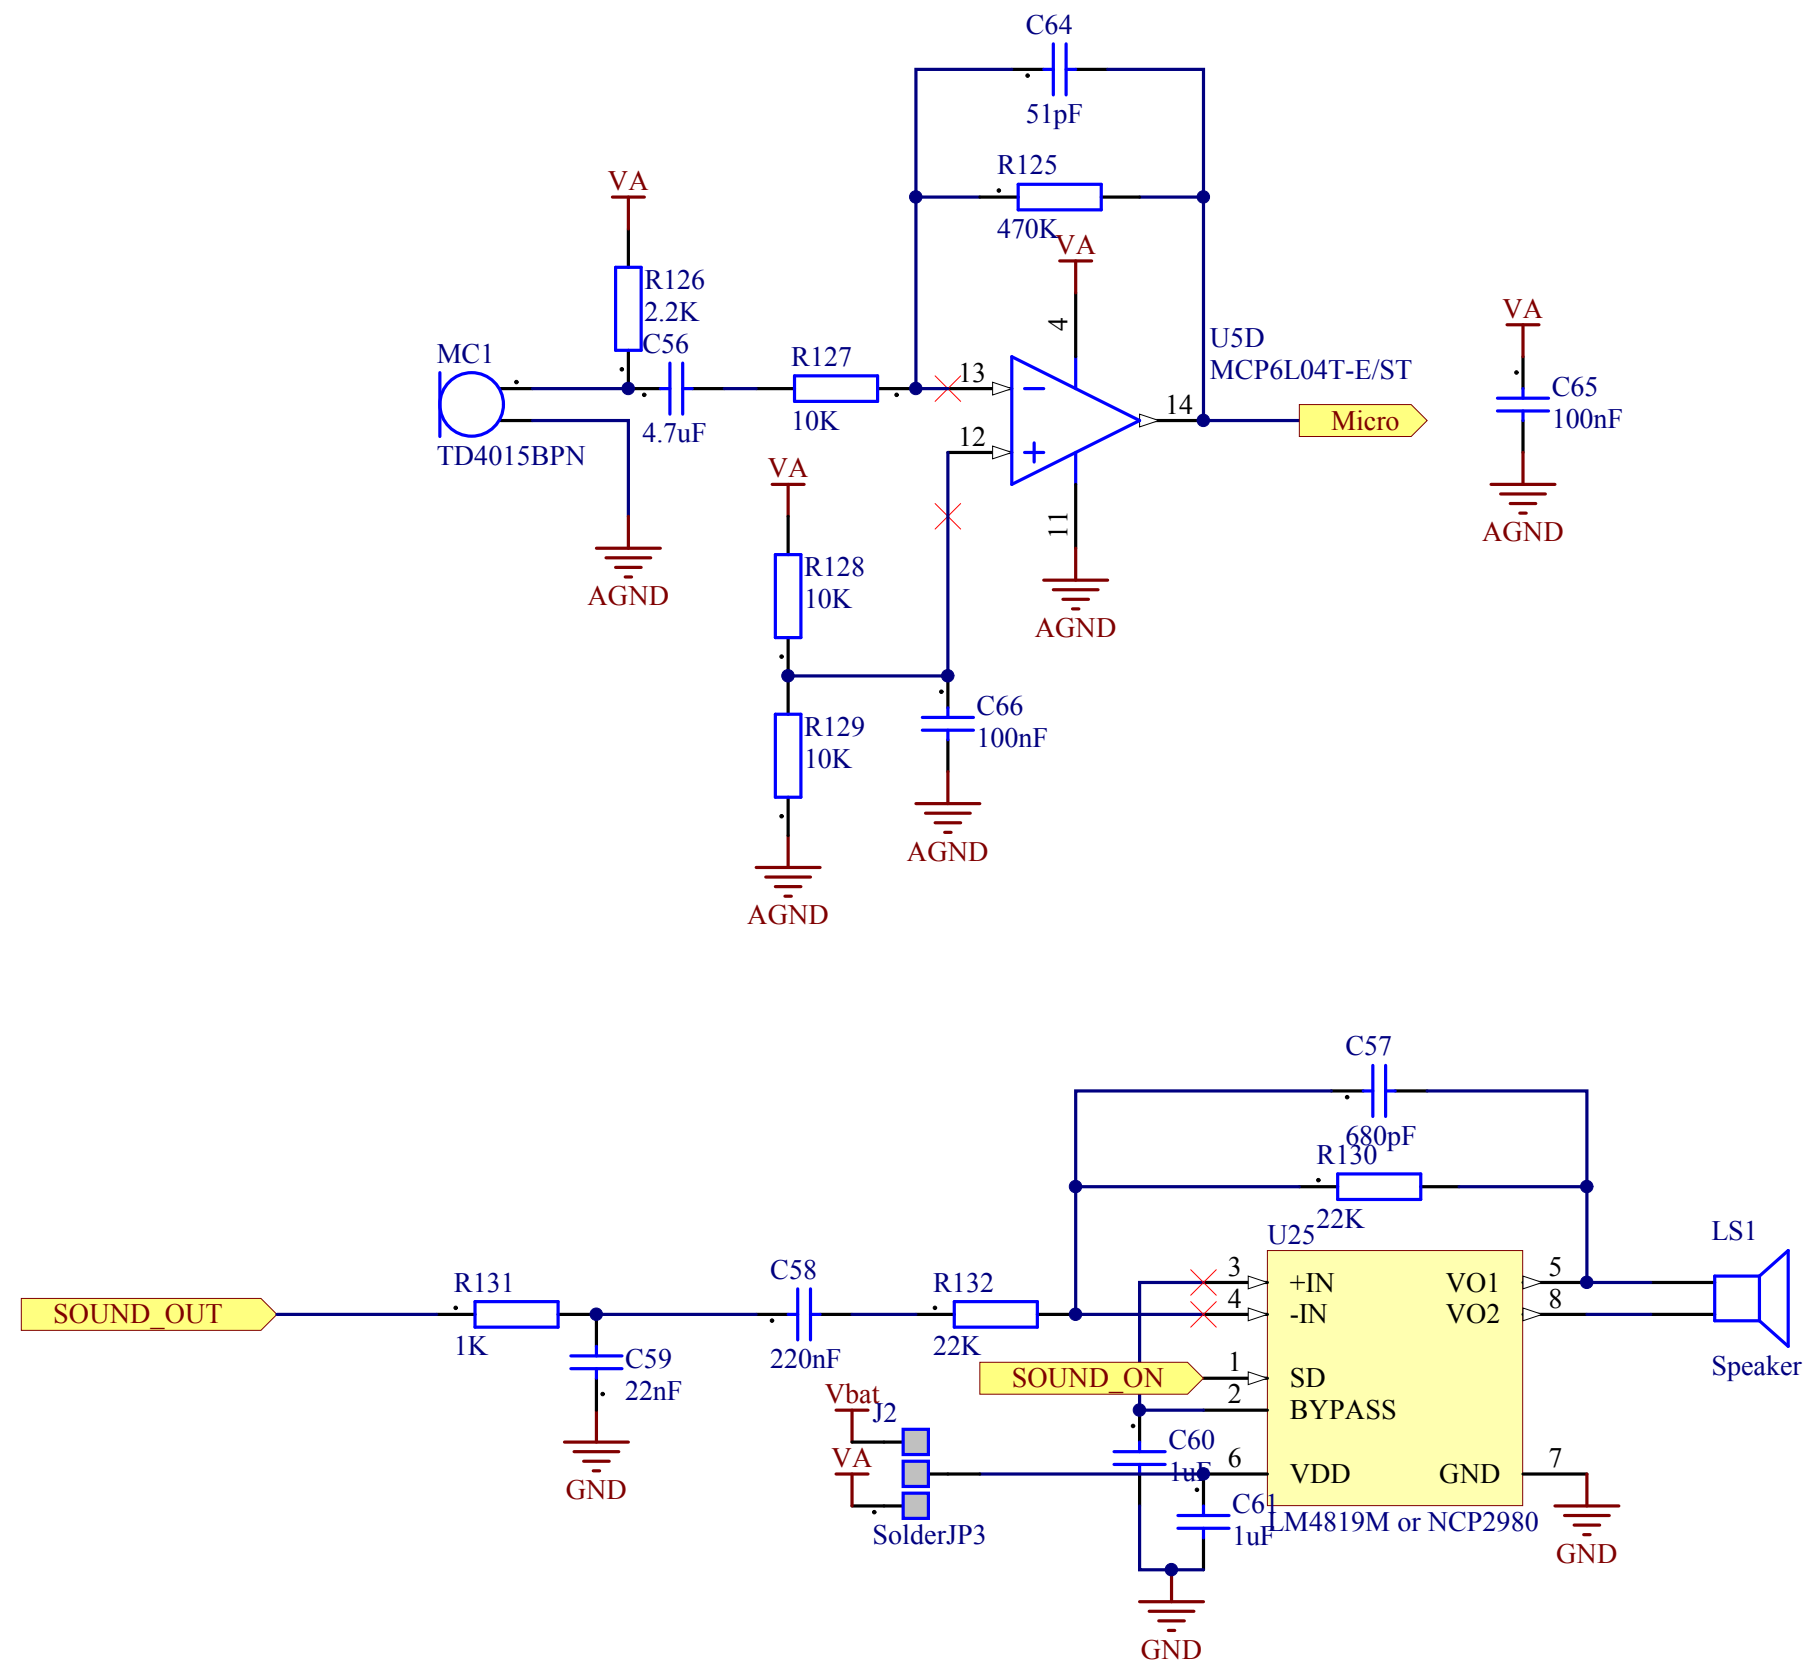 C64
51pF
R125
470K
VA
VA
R126
2.2K
C56
4.7uF
MC1
TD4015BPN
AGND
R127
10K
13
12
4
11
14
U5D
MCP6L04T-E/ST
Micro
AGND
VA
C65
100nF
AGND
VA
R128
10K
R129
10K
AGND
C66
100nF
AGND
C57
680pF
R130
22K
U25
LS1
Speaker
SOUND_OUT
R131
1K
C59
22nF
GND
C58
220nF
R132
22K
SOUND_ON
3
4
1
2
6
+IN
-IN
SD
BYPASS
VDD
VO1
VO2
GND
5
8
7
GND
Vbat
J2
VA
SolderJP3
C60
1uF
C61
1uF
LM4819M or NCP2980
GND